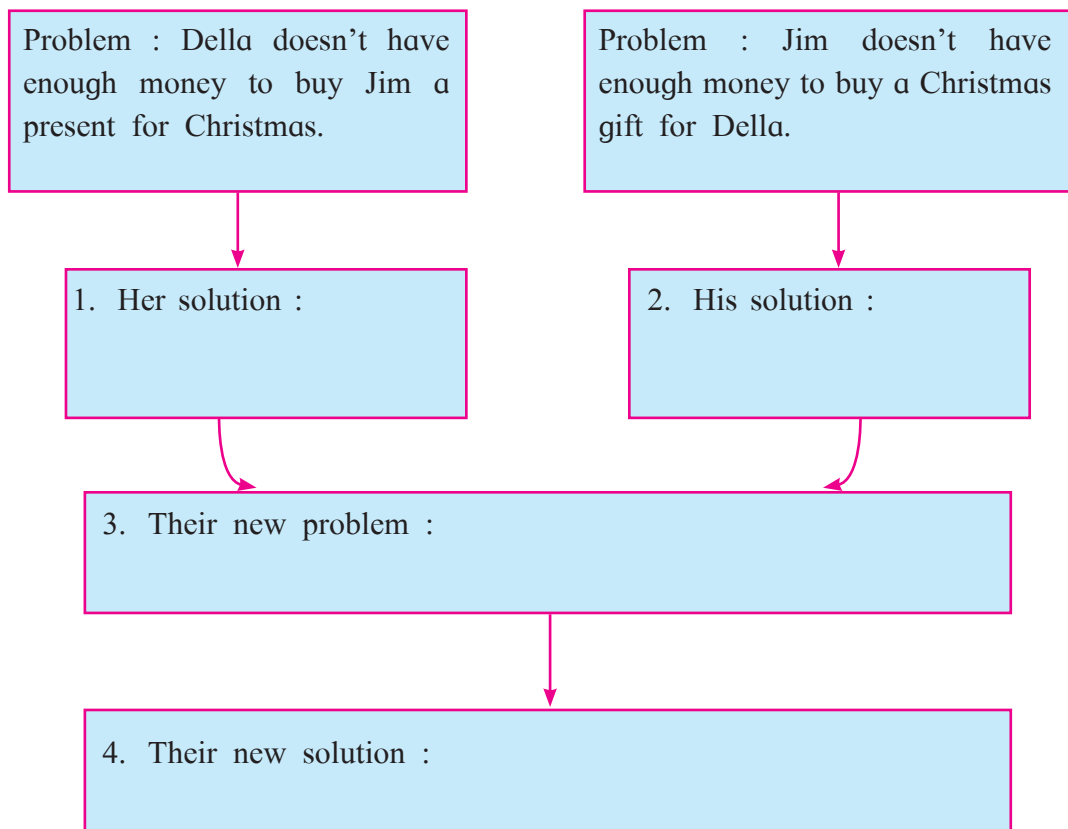 Problem : Della doesn't have
enough money to buy Jim a
present for Christmas.
Problem : Jim doesn't have
enough money to buy a Christmas
gift for Della.
1. Her solution :
2. His solution :
3. Their new problem :
4. Their new solution :